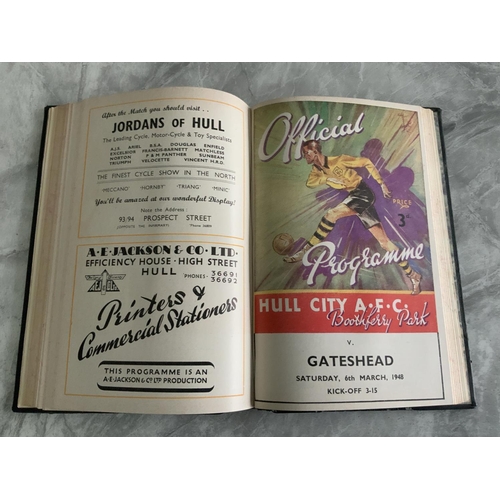 After the Match you should visit . .
JORDANS OF HULL
The Leading Cycle, Motor-Cycle & Toy Specialists
A.J.S. ARIEL B.S.A. DOUGLAS ENFIELD
EXCELSIOR FRANCIS-BARNETT MATCHLESS
NORTON F & M PANTHER SUNBEAM
TRIUMPH VELOCETTE VINCENT H.R.D.
THE FINEST CYCLE SHOW IN THE NORTH
'MECCANO' 'HORNBY' 'TRIANG' 'MINIC'
You'll be amazed at our wonderful Display!
Note the Address :
93/94 PROSPECT STREET
A·E·JACKSON & CO·LTD·
EFFICIENCY HOUSE · HIGH STREET
HULL PHONES- 36691
36692
Printers &
Commercial Stationers
THIS PROGRAMME IS AN
A·E·JACKSON & Co LTD PRODUCTION
Official
PRICE
3d
Programme
HULL CITY A.F.C.
Boothferry Park
V.
GATESHEAD
SATURDAY, 6th MARCH, 1948
KICK-OFF 3-15